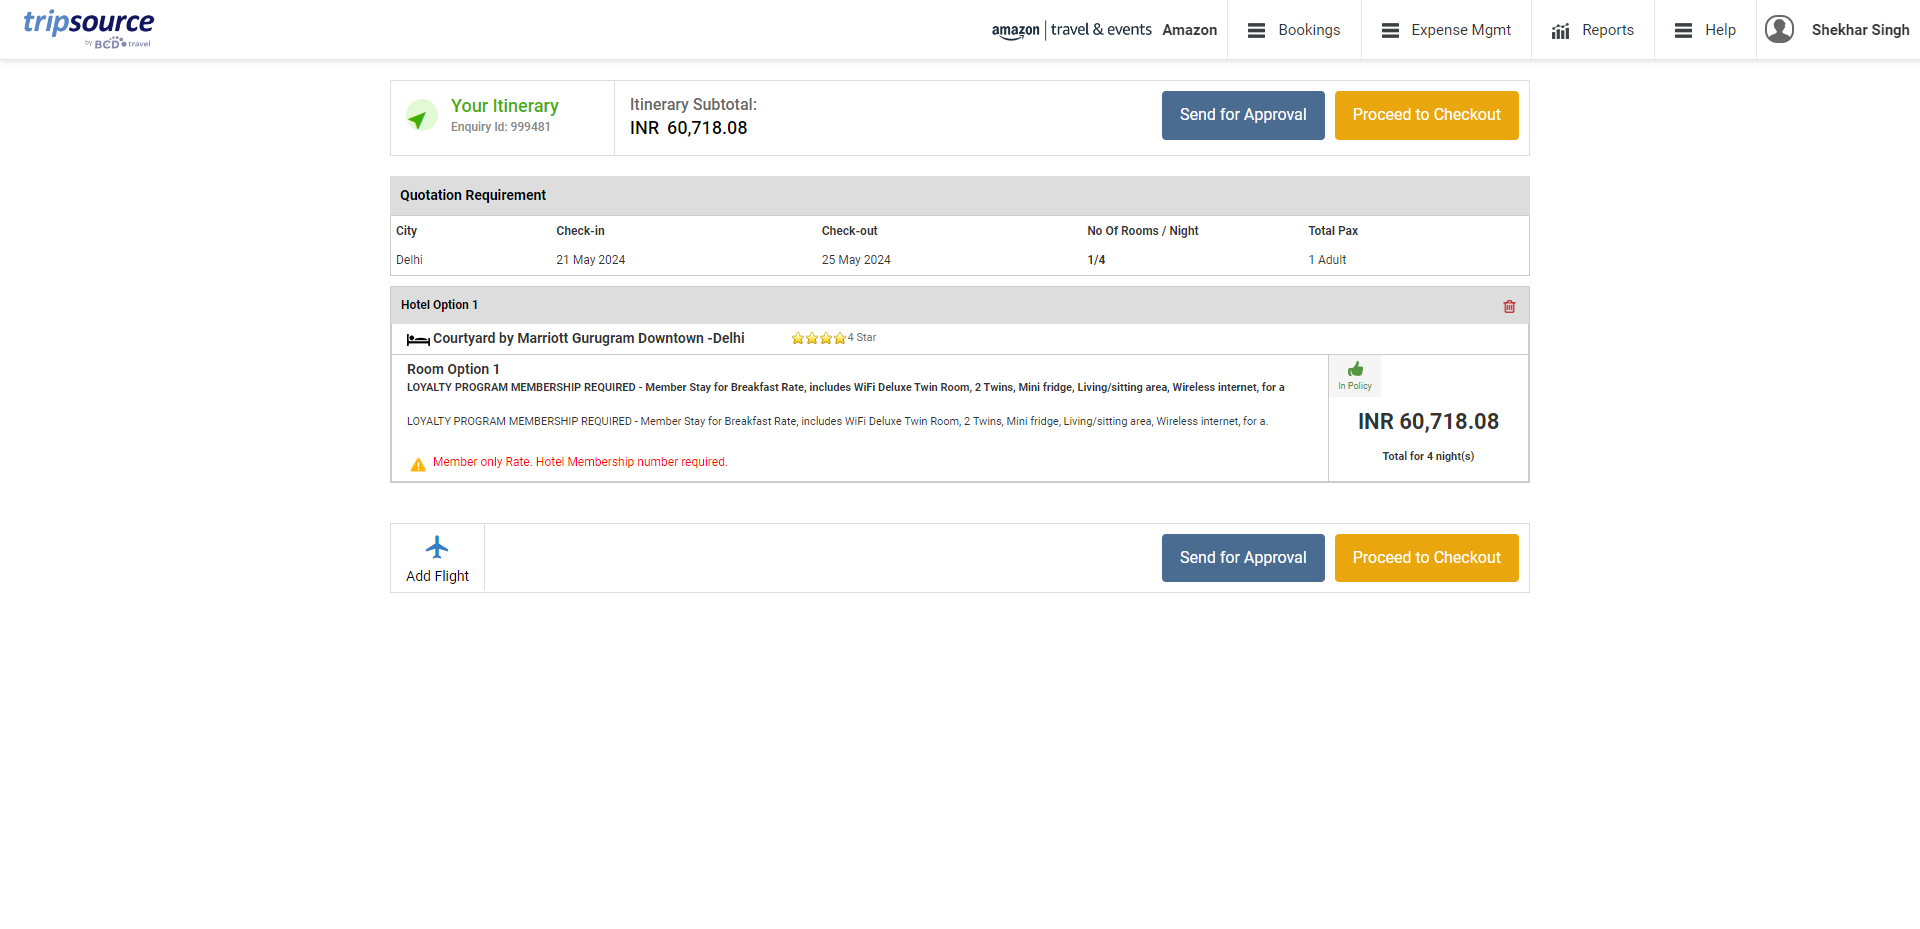 tripsource
by BCD travel
amazon | travel & events Amazon
Bookings
Expense Mgmt
Reports
Help
Shekhar Singh
Your Itinerary
Enquiry Id: 999481
Itinerary Subtotal:
INR 60,718.08
Send for Approval
Proceed to Checkout
Quotation Requirement
City Check-in Check-out No Of Rooms / Night Total Pax
Delhi 21 May 2024 25 May 2024 1/4 1 Adult
Hotel Option 1
Courtyard by Marriott Gurugram Downtown -Delhi 4 Star
Room Option 1
LOYALTY PROGRAM MEMBERSHIP REQUIRED - Member Stay for Breakfast Rate, includes WiFi Deluxe Twin Room, 2 Twins, Mini fridge, Living/sitting area, Wireless internet, for a
LOYALTY PROGRAM MEMBERSHIP REQUIRED - Member Stay for Breakfast Rate, includes WiFi Deluxe Twin Room, 2 Twins, Mini fridge, Living/sitting area, Wireless internet, for a.
Member only Rate. Hotel Membership number required.
In Policy
INR 60,718.08
Total for 4 night(s)
Add Flight
Send for Approval
Proceed to Checkout